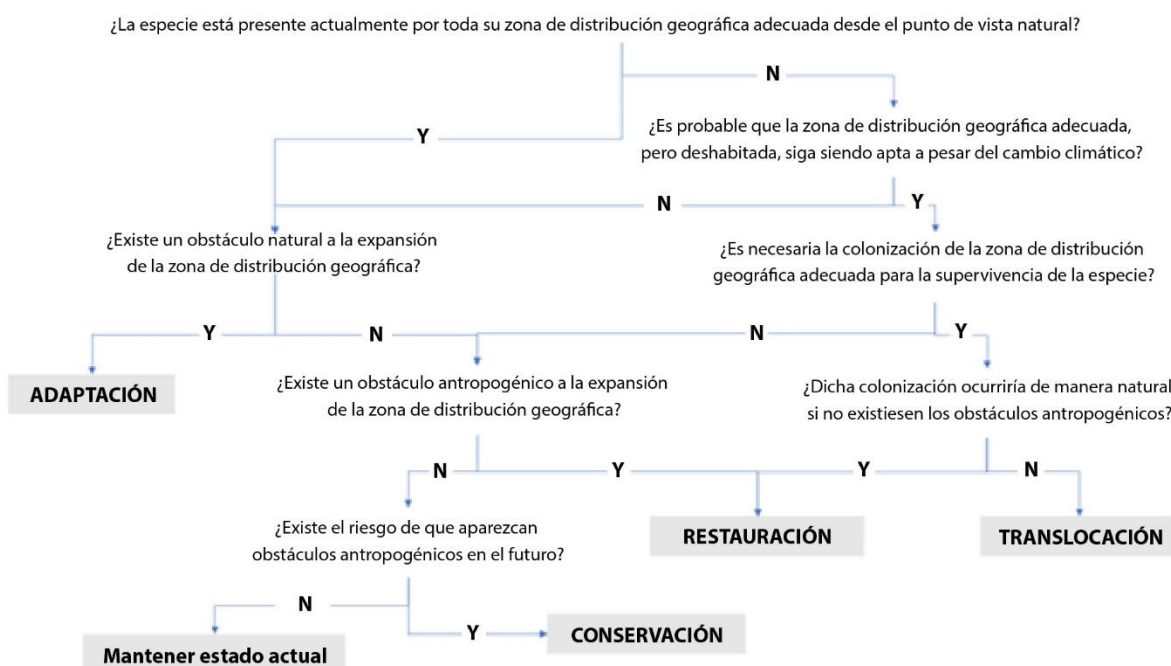 ¿La especie está presente actualmente por toda su zona de distribución geográfica adecuada desde el punto de vista natural?
N
Y
¿Es probable que la zona de distribución geográfica adecuada,
pero deshabitada, siga siendo apta a pesar del cambio climático?
N
Y
¿Existe un obstáculo natural a la expansión
de la zona de distribución geográfica?
¿Es necesaria la colonización de la zona de distribución
geográfica adecuada para la supervivencia de la especie?
Y
N
N
Y
ADAPTACIÓN
¿Existe un obstáculo antropogénico a la expansión
de la zona de distribución geográfica?
¿Dicha colonización ocurriría de manera natural
si no existiesen los obstáculos antropogénicos?
N
Y
Y
N
¿Existe el riesgo de que aparezcan
obstáculos antropogénicos en el futuro?
RESTAURACIÓN
TRANSLOCACIÓN
N
Y
CONSERVACIÓN
Mantener estado actual